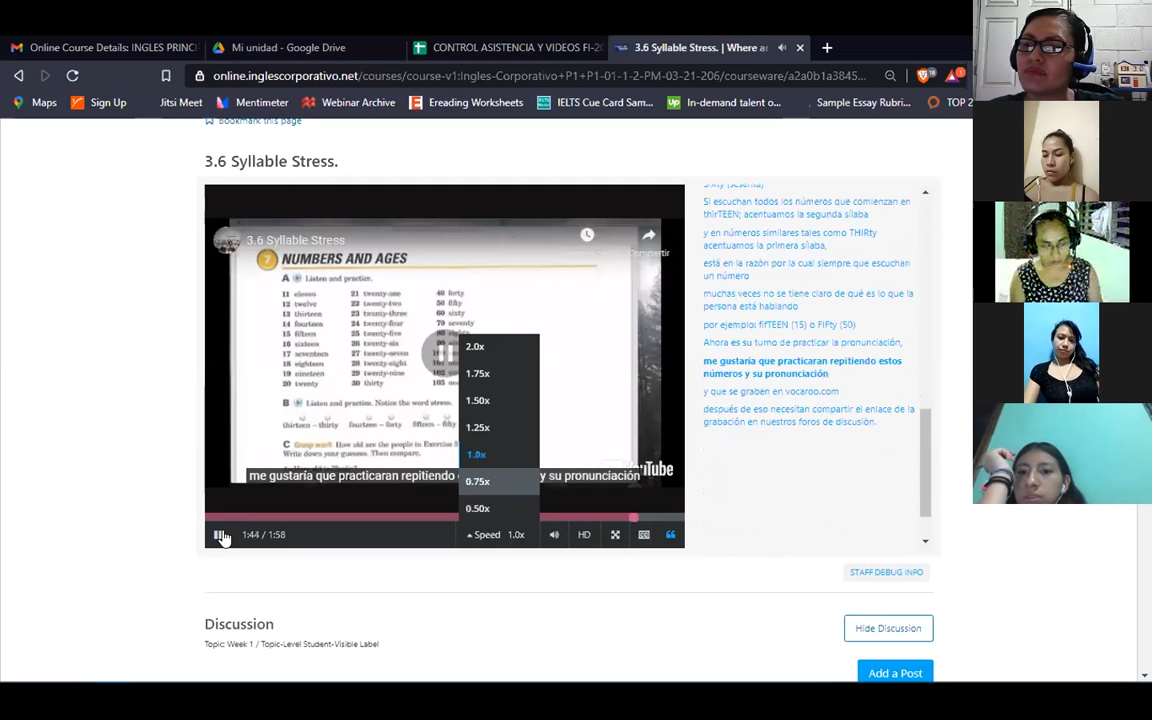 Online Course Details: INGLES PRINC
Mi unidad - Google Drive
CONTROL ASISTENCIA Y VIDEOS FI-20
3.6 Syllable Stress. | Where ar
online.inglescorporativo.net/courses/course-v1:Ingles-Corporativo+P1+P1-01-1-2-PM-03-21-206/courseware/a2a0b1a3845...
Maps
Sign Up
Jitsi Meet
Mentimeter
Webinar Archive
Ereading Worksheets
IELTS Cue Card Sam...
In-demand talent o...
Sample Essay Rubri...
TOP 2
Bookmark this page
3.6 Syllable Stress.
3.6 Syllable Stress
Compartir
7 NUMBERS AND AGES
A Listen and practice.
11 eleven 21 twenty-one 40 forty
12 twelve 22 twenty-two 50 fifty
13 thirteen 23 twenty-three 60 sixty
14 fourteen 24 twenty-four 70 seventy
15 fifteen 25 twenty-five 80 eighty
16 sixteen 26 twenty-six
17 seventeen 27 twenty-seven
18 eighteen 28 twenty-eight
19 nineteen 29 twenty-nine
20 twenty 30 thirty
B Listen and practice. Notice the word stress.
thirteen – thirty fourteen – forty fifteen – fifty
C Group work How old are the people in Exercise
Write down your guesses. Then compare.
me gustaría que practicaran repitiendo
y su pronunciación
YouTube
2.0x
1.75x
1.50x
1.25x
1.0x
0.75x
0.50x
1:44 / 1:58
Speed 1.0x
HD
sixty (sesenta)
Si escuchan todos los números que comienzan en
thirTEEN; acentuamos la segunda sílaba
y en números similares tales como THIRty
acentuamos la primera sílaba,
está en la razón por la cual siempre que escuchan
un número
muchas veces no se tiene claro de qué es lo que la
persona está hablando
por ejemplo: fifTEEN (15) o FIFty (50)
Ahora es su turno de practicar la pronunciación,
me gustaría que practicaran repitiendo estos
números y su pronunciación
y que se graben en vocaroo.com
después de eso necesitan compartir el enlace de la
grabación en nuestros foros de discusión.
STAFF DEBUG INFO
Discussion
Topic: Week 1 / Topic-Level Student-Visible Label
Hide Discussion
Add a Post